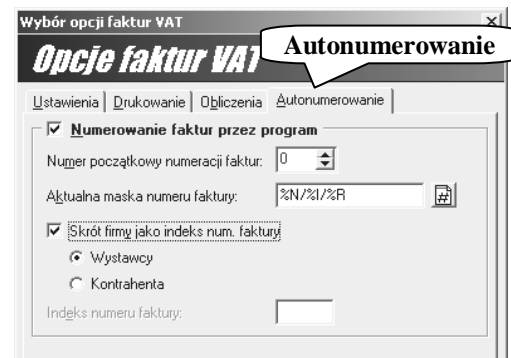 Wybór opcji faktur VAT
Opcje faktur VAT
Autonumerowanie
Ustawienia Drukowanie Obliczenia Autonumerowanie
Numerowanie faktur przez program
Numer początkowy numeracji faktur: 0
Aktualna maska numeru faktury: %N/%I/%R #
Skrót firmy jako indeks num. faktury
Wystawcy
Kontrahenta
Indeks numeru faktury: